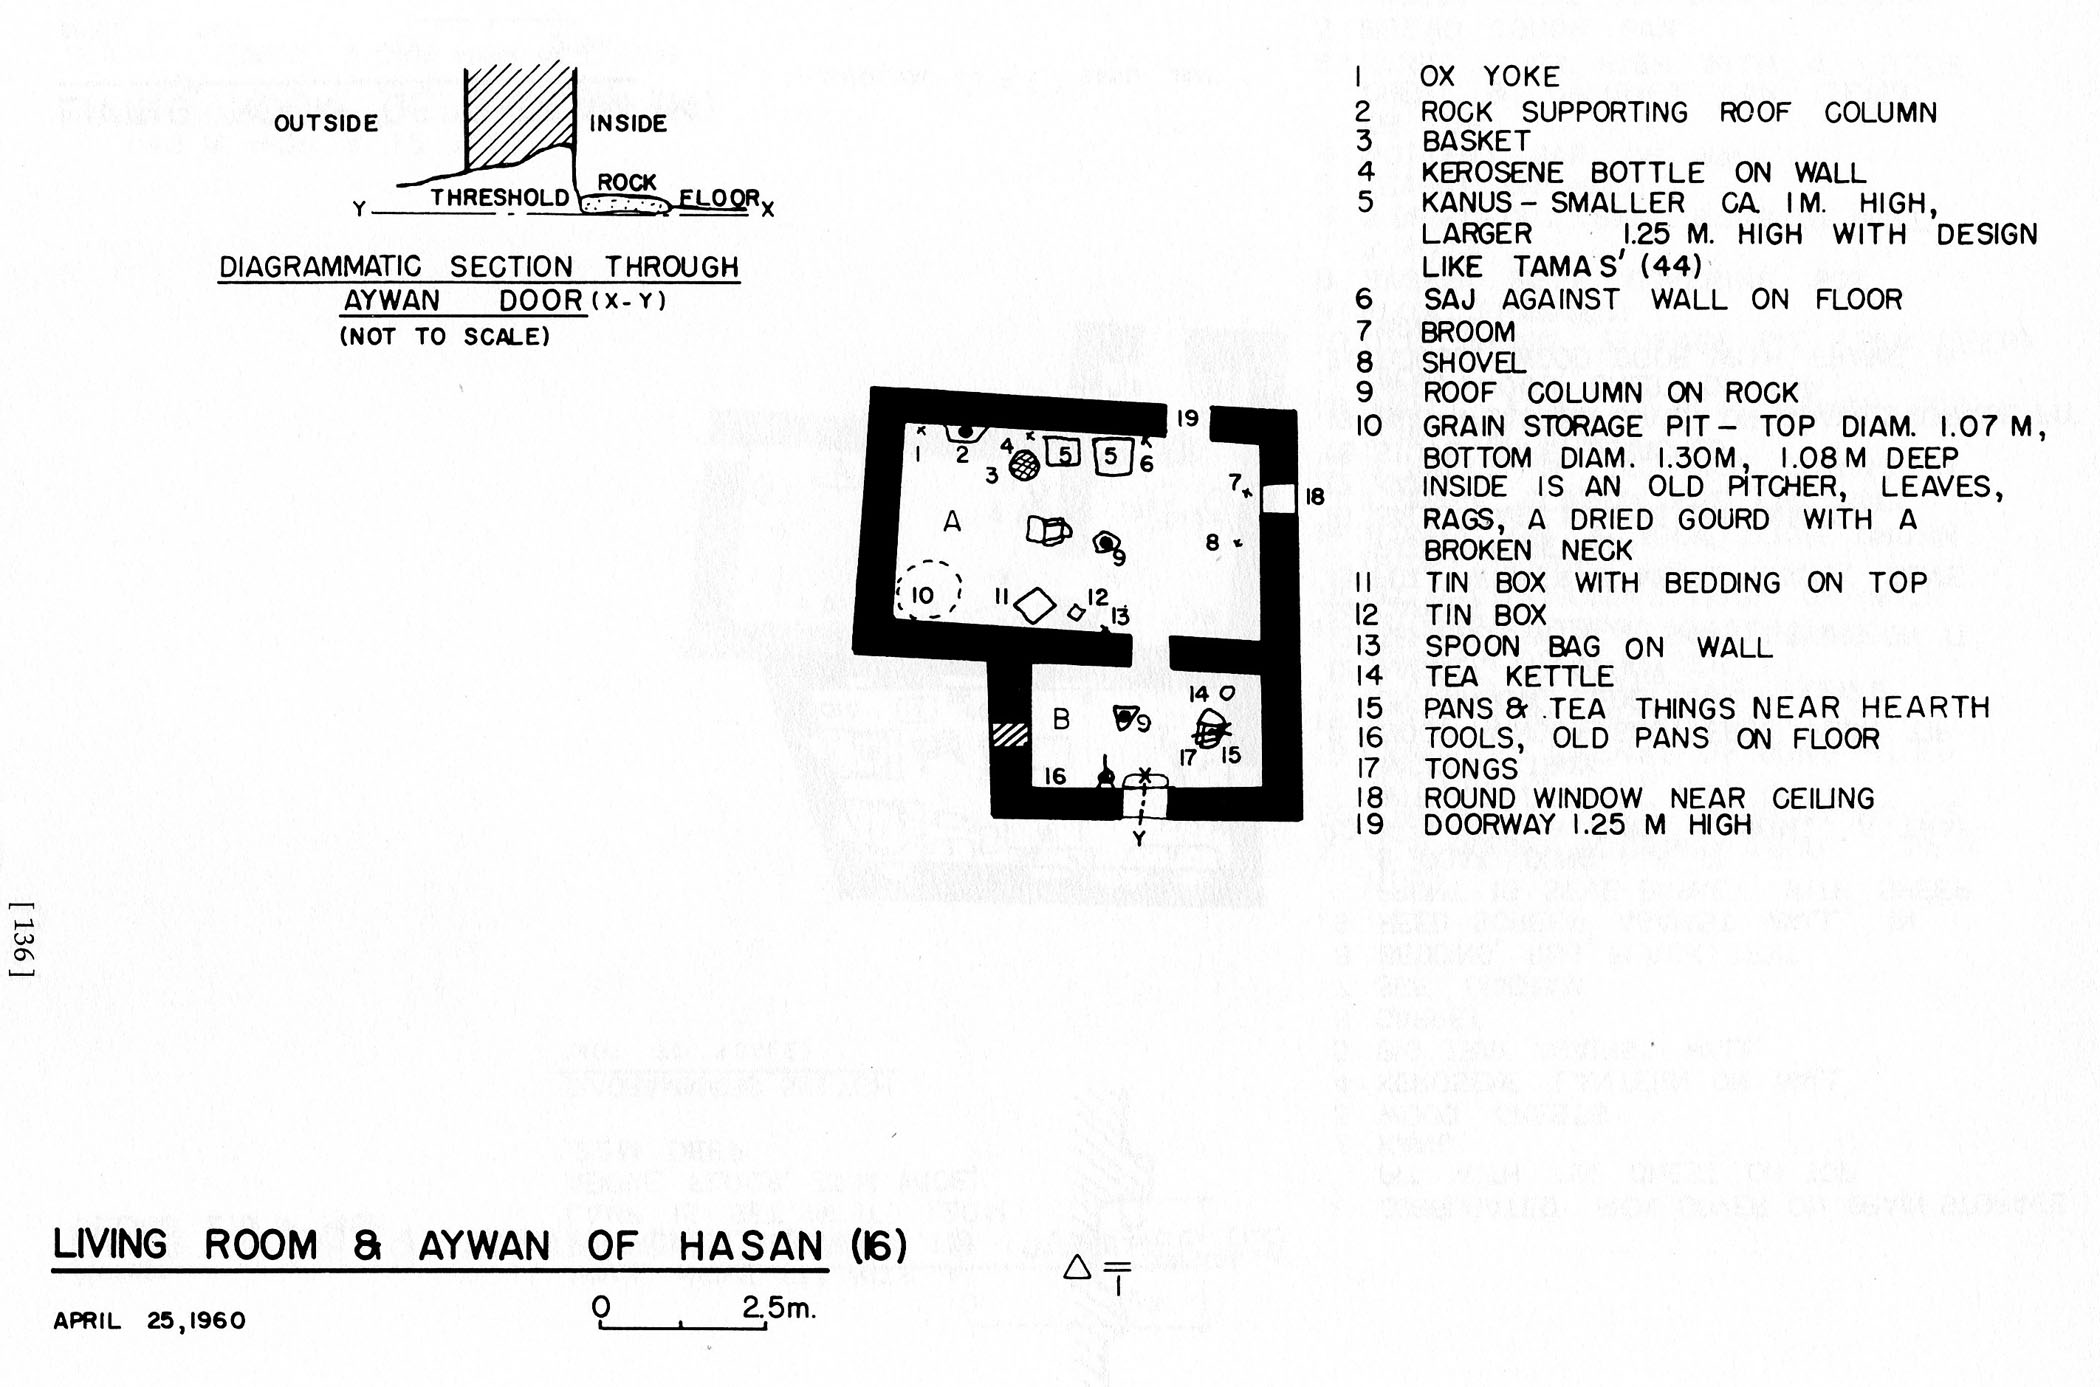 OUTSIDE
INSIDE
ROCK
THRESHOLD
FLOOR
Y
X
DIAGRAMMATIC SECTION THROUGH
AYWAN DOOR (X-Y)
(NOT TO SCALE)
19
1
2
4
3
5
5
6
7
18
A
8
9
10
11
12
13
14
B
9
17
15
16
X
Y
1 OX YOKE
2 ROCK SUPPORTING ROOF COLUMN
3 BASKET
4 KEROSENE BOTTLE ON WALL
5 KANUS – SMALLER CA. 1 M. HIGH,
LARGER 1.25 M. HIGH WITH DESIGN
LIKE TAMA'S' (44)
6 SAJ AGAINST WALL ON FLOOR
7 BROOM
8 SHOVEL
9 ROOF COLUMN ON ROCK
10 GRAIN STORAGE PIT – TOP DIAM. 1.07 M,
BOTTOM DIAM. 1.30 M, 1.08 M DEEP
INSIDE IS AN OLD PITCHER, LEAVES,
RAGS, A DRIED GOURD WITH A
BROKEN NECK
11 TIN BOX WITH BEDDING ON TOP
12 TIN BOX
13 SPOON BAG ON WALL
14 TEA KETTLE
15 PANS & TEA THINGS NEAR HEARTH
16 TOOLS, OLD PANS ON FLOOR
17 TONGS
18 ROUND WINDOW NEAR CEILING
19 DOORWAY 1.25 M HIGH
[ 136 ]
LIVING ROOM & AYWAN OF HASAN (16)
APRIL 25, 1960
0 2.5m.
1